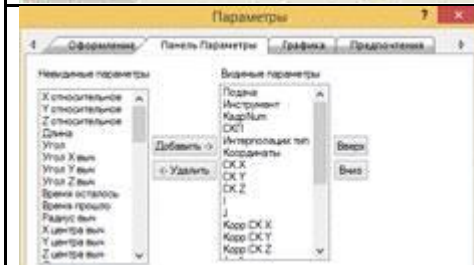 Параметры ? ×
Оформление Панель Параметры Графика Предпочтения
Невидимые параметры Видимые параметры
X относительное
Y относительное
Z относительное
Длина
Угол
Угол X выч
Угол Y выч
Угол Z выч
Время осталось
Время прошло
Радиус выч
X центра выч
Y центра выч
Z центра выч
Добавить ->
<- Удалить
Подача
Инструмент
КадрNum
СКП
Интерполяции тип
Координаты
СК X
СК Y
СК Z
I
J
Корр СК X
Корр СК Y
Корр СК Z
Вверх
Вниз